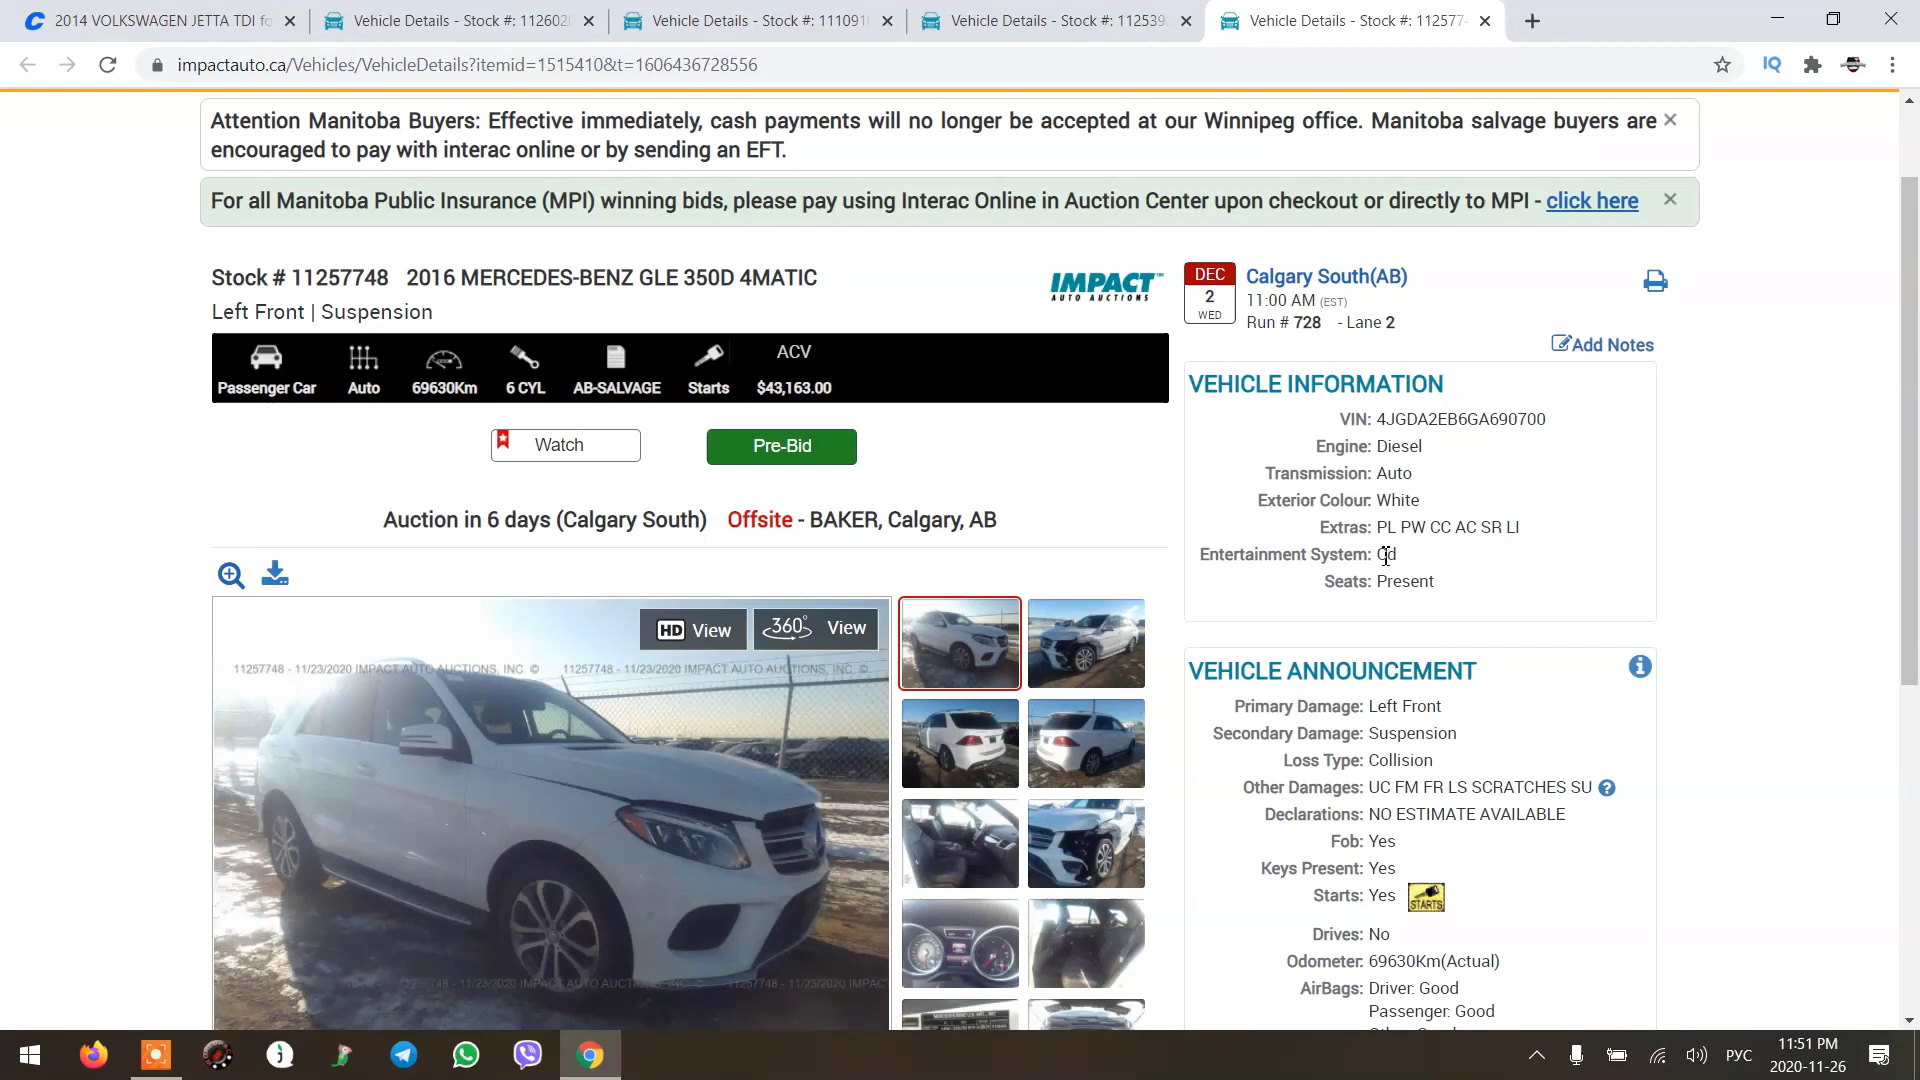 2014 VOLKSWAGEN JETTA TDI fo
Vehicle Details - Stock #: 112602
Vehicle Details - Stock #: 111091
Vehicle Details - Stock #: 112539
Vehicle Details - Stock #: 112577
impactauto.ca/Vehicles/VehicleDetails?itemid=1515410&t=1606436728556
IQ
Attention Manitoba Buyers: Effective immediately, cash payments will no longer be accepted at our Winnipeg office. Manitoba salvage buyers are
encouraged to pay with interac online or by sending an EFT.
For all Manitoba Public Insurance (MPI) winning bids, please pay using Interac Online in Auction Center upon checkout or directly to MPI - click here
Stock # 11257748 2016 MERCEDES-BENZ GLE 350D 4MATIC
Left Front | Suspension
IMPACT™
AUTO AUCTIONS
DEC
2
WED
Calgary South(AB)
11:00 AM (EST)
Run # 728 - Lane 2
Add Notes
ACV
Passenger Car Auto 69630Km 6 CYL AB-SALVAGE Starts $43,163.00
Watch
Pre-Bid
Auction in 6 days (Calgary South) Offsite - BAKER, Calgary, AB
VEHICLE INFORMATION
VIN: 4JGDA2EB6GA690700
Engine: Diesel
Transmission: Auto
Exterior Colour: White
Extras: PL PW CC AC SR LI
Entertainment System: Cd
Seats: Present
HD View
360° View
11257748 - 11/23/2020 IMPACT AUTO AUCTIONS, INC. © 11257748 - 11/23/2020 IMPACT AUTO AUCTIONS, INC. ©
11257748 - 11/23/2020 IMPACT AUTO AUCTIONS, INC. ©
VEHICLE ANNOUNCEMENT
Primary Damage: Left Front
Secondary Damage: Suspension
Loss Type: Collision
Other Damages: UC FM FR LS SCRATCHES SU
Declarations: NO ESTIMATE AVAILABLE
Fob: Yes
Keys Present: Yes
Starts: Yes STARTS
Drives: No
Odometer: 69630Km(Actual)
AirBags: Driver: Good
Passenger: Good
РУС
11:51 PM
2020-11-26